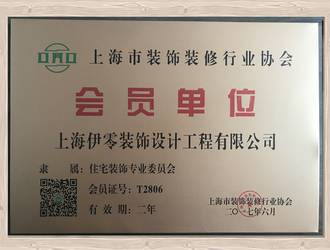 上海市装饰装修行业协会
会员单位
上海伊零装饰设计工程有限公司
隶　属：住宅装饰专业委员会
会员证号：T2806
有 效 期：二年
上海市装饰装修行业协会
二〇一七年六月